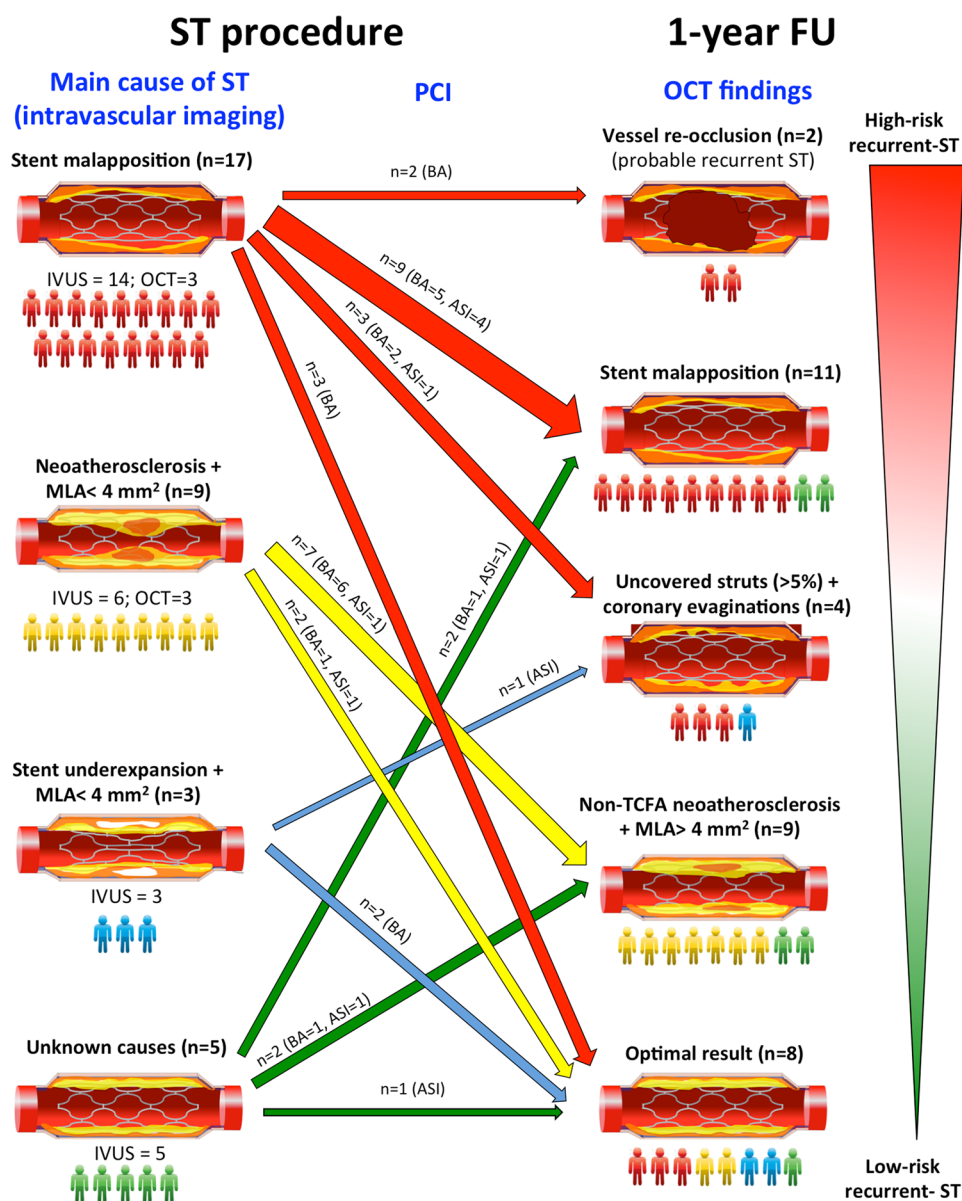 ST procedure
1-year FU
Main cause of ST
(intravascular imaging)
PCI
OCT findings
High-risk
recurrent-ST
Stent malapposition (n=17)
IVUS = 14; OCT=3
n=2 (BA)
Vessel re-occlusion (n=2)
(probable recurrent ST)
n=9 (BA=5, ASI=4)
n=3 (BA=2, ASI=1)
n=3 (BA)
Stent malapposition (n=11)
Neoatherosclerosis +
MLA< 4 mm² (n=9)
IVUS = 6; OCT=3
n=7 (BA=6, ASI=1)
n=2 (BA=1, ASI=1)
n=2 (BA=1, ASI=1)
Uncovered struts (>5%) +
coronary evaginations (n=4)
n=1 (ASI)
Stent underexpansion +
MLA< 4 mm² (n=3)
IVUS = 3
n=2 (BA)
Non-TCFA neoatherosclerosis
+ MLA> 4 mm² (n=9)
Unknown causes (n=5)
IVUS = 5
n=2 (BA=1, ASI=1)
n=1 (ASI)
Optimal result (n=8)
Low-risk
recurrent- ST